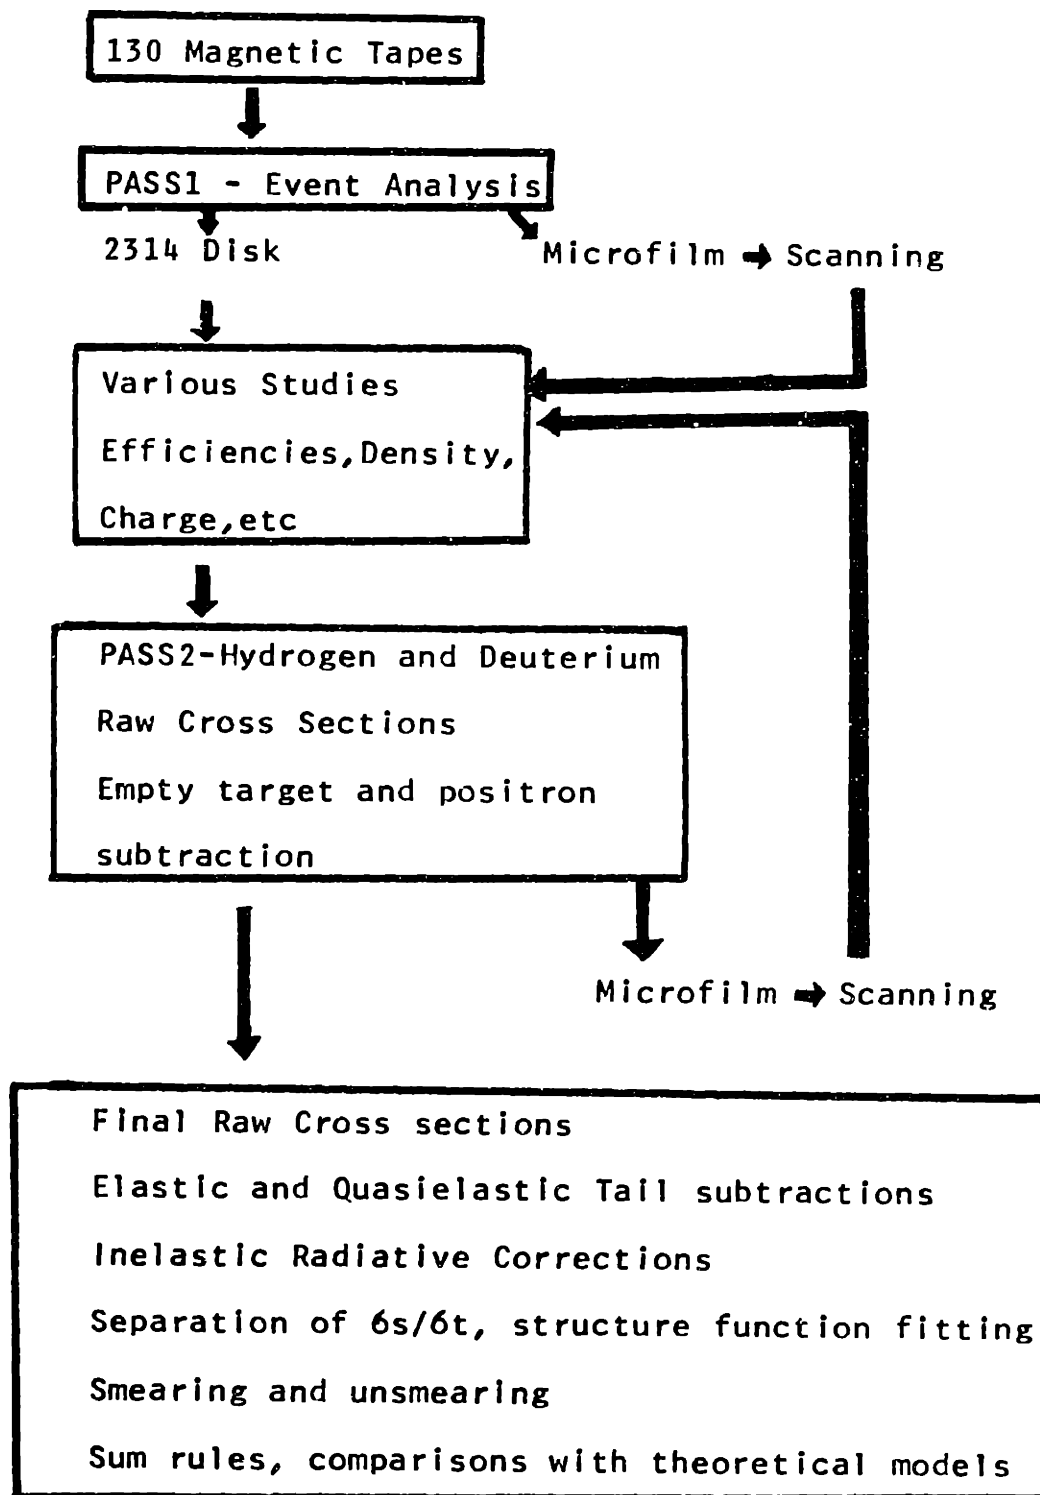 130 Magnetic Tapes
PASS1 - Event Analysis
2314 Disk
Microfilm → Scanning
Various Studies
Efficiencies,Density,
Charge,etc
PASS2-Hydrogen and Deuterium
Raw Cross Sections
Empty target and positron
subtraction
Microfilm → Scanning
Final Raw Cross sections
Elastic and Quasielastic Tail subtractions
Inelastic Radiative Corrections
Separation of 6s/6t, structure function fitting
Smearing and unsmearing
Sum rules, comparisons with theoretical models